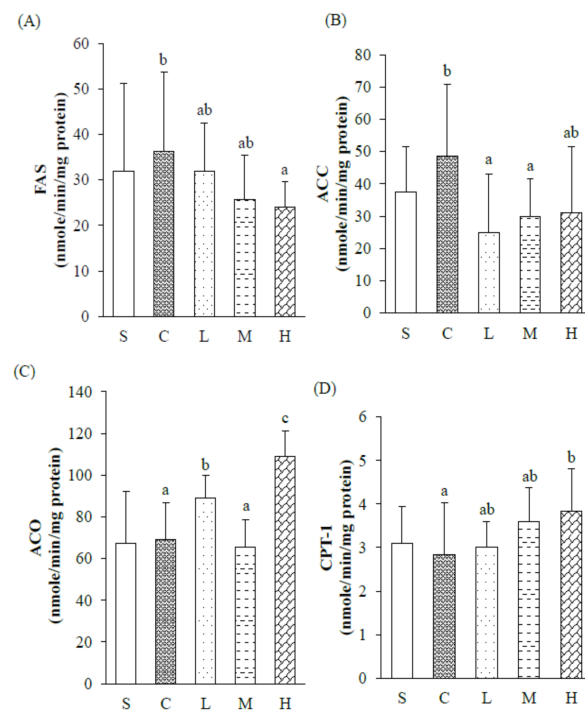 (A)
FAS
(nmole/min/mg protein)
60
50
40
30
20
10
0
b
ab
ab
a
S C L M H
(B)
ACC
(nmole/min/mg protein)
80
70
60
50
40
30
20
10
0
b
a
a
ab
S C L M H
(C)
ACO
(nmole/min/mg protein)
140
120
100
80
60
40
20
0
a
b
a
c
S C L M H
(D)
CPT-1
(nmole/min/mg protein)
6
5
4
3
2
1
0
a
ab
ab
b
S C L M H